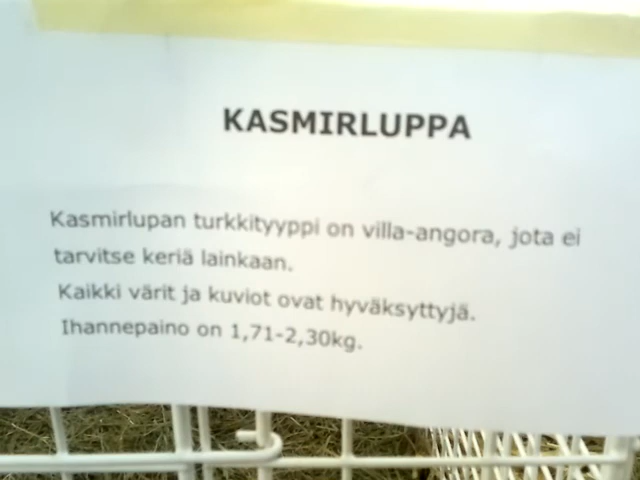 KASMIRLUPPA
Kasmirlupan turkkityyppi on villa-angora, jota ei
tarvitse keriä lainkaan.
Kaikki värit ja kuviot ovat hyväksyttyjä.
Ihannepaino on 1,71-2,30kg.